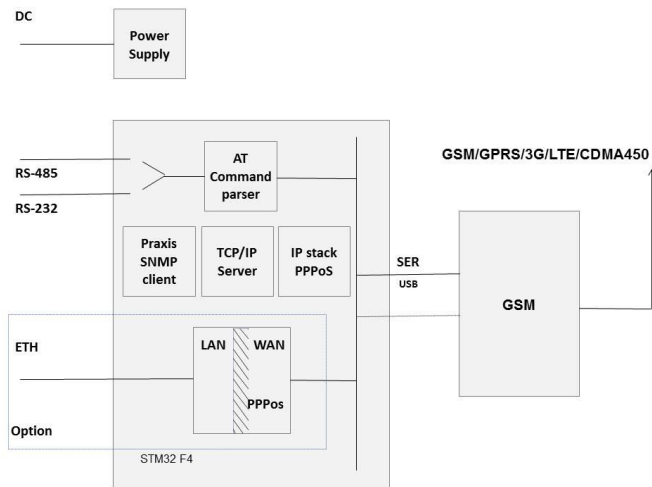 DC
Power
Supply
GSM/GPRS/3G/LTE/CDMA450
RS-485
RS-232
AT
Command
parser
Praxis
SNMP
client
TCP/IP
Server
IP stack
PPPoS
SER
USB
GSM
ETH
LAN
WAN
PPPos
Option
STM32 F4